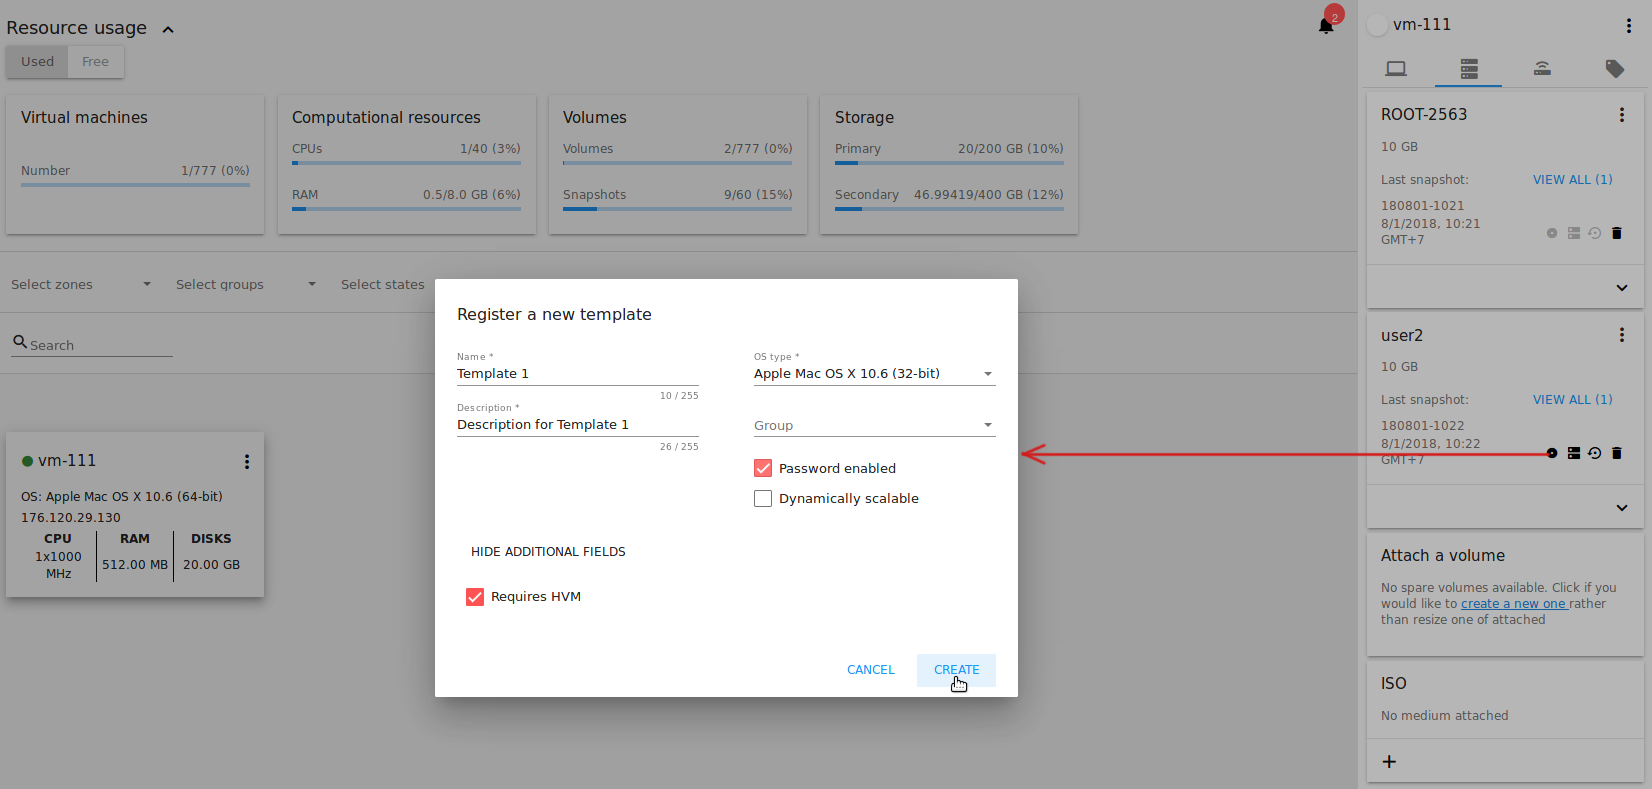 Resource usage
2
Used
Free
Virtual machines
Number 1/777 (0%)
Computational resources
CPUs 1/40 (3%)
RAM 0.5/8.0 GB (6%)
Volumes
Volumes 2/777 (0%)
Snapshots 9/60 (15%)
Storage
Primary 20/200 GB (10%)
Secondary 46.99419/400 GB (12%)
Select zones
Select groups
Select states
Search
vm-111
OS: Apple Mac OS X 10.6 (64-bit)
176.120.29.130
CPU RAM DISKS
1x1000
MHz
512.00 MB
20.00 GB
Register a new template
Name *
Template 1
10 / 255
Description *
Description for Template 1
26 / 255
OS type *
Apple Mac OS X 10.6 (32-bit)
Group
Password enabled
Dynamically scalable
HIDE ADDITIONAL FIELDS
Requires HVM
CANCEL
CREATE
vm-111
ROOT-2563
10 GB
Last snapshot: VIEW ALL (1)
180801-1021
8/1/2018, 10:21
GMT+7
user2
10 GB
Last snapshot: VIEW ALL (1)
180801-1022
8/1/2018, 10:22
GMT+7
Attach a volume
No spare volumes available. Click if you
would like to create a new one rather
than resize one of attached
ISO
No medium attached